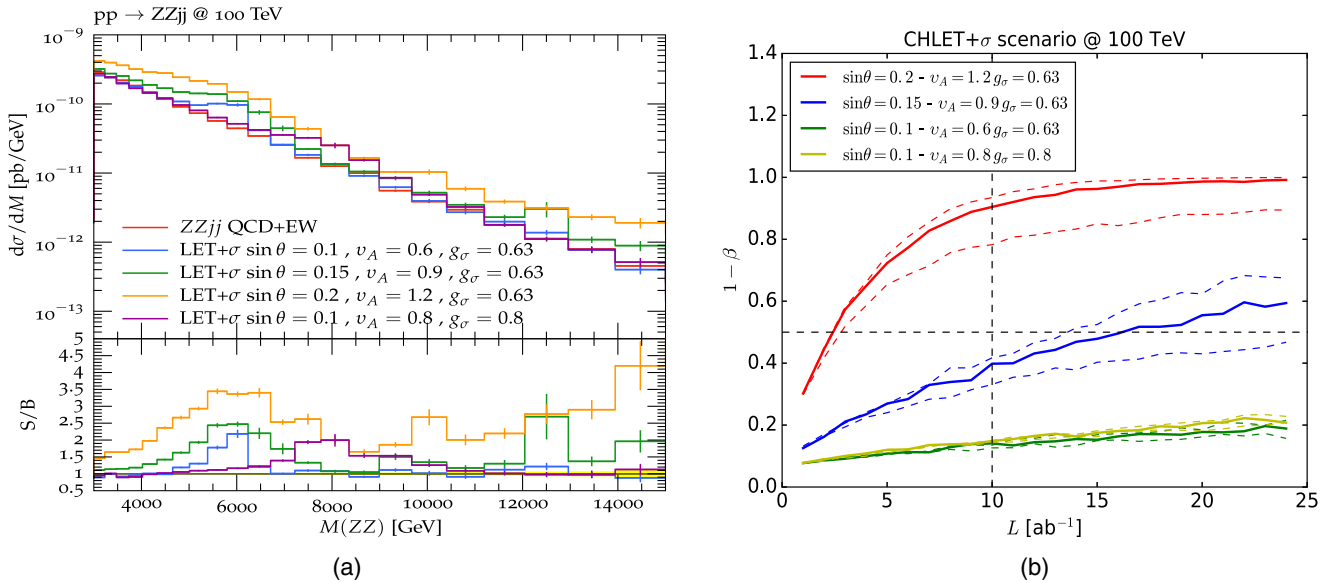 pp → ZZjj @ 100 TeV
10⁻⁹
10⁻¹⁰
10⁻¹¹
10⁻¹²
10⁻¹³
dσ/dM [pb/GeV]
ZZjj QCD+EW
LET+σ sin θ = 0.1 , v_A = 0.6 , g_σ = 0.63
LET+σ sin θ = 0.15 , v_A = 0.9 , g_σ = 0.63
LET+σ sin θ = 0.2 , v_A = 1.2 , g_σ = 0.63
LET+σ sin θ = 0.1 , v_A = 0.8 , g_σ = 0.8
5
4.5
4
3.5
3
2.5
2
1.5
1
0.5
S/B
4000 6000 8000 10000 12000 14000
M(ZZ) [GeV]
(a)
CHLET+σ scenario @ 100 TeV
1.4
1.2
1.0
0.8
0.6
0.4
0.2
0.0
1 − β
sinθ = 0.2 - v_A = 1.2 g_σ = 0.63
sinθ = 0.15 - v_A = 0.9 g_σ = 0.63
sinθ = 0.1 - v_A = 0.6 g_σ = 0.63
sinθ = 0.1 - v_A = 0.8 g_σ = 0.8
0 5 10 15 20 25
L [ab⁻¹]
(b)